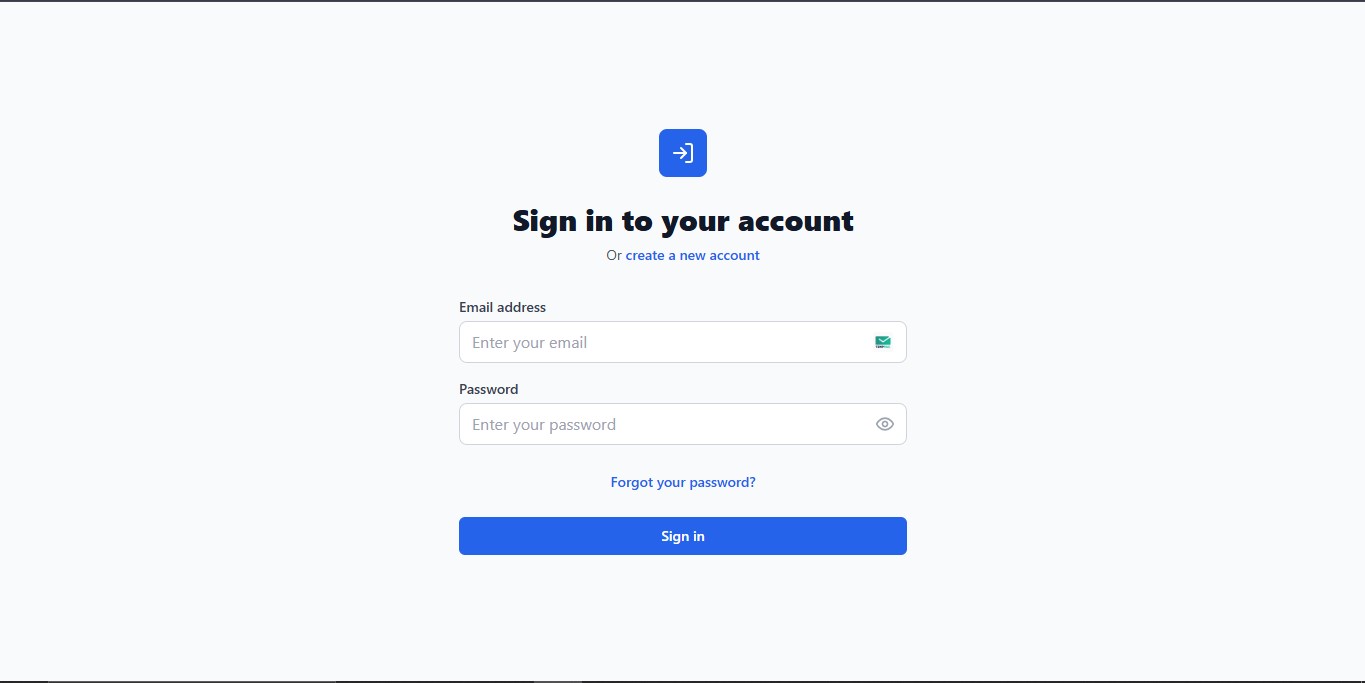 Sign in to your account
Or create a new account
Email address
Enter your email
Password
Enter your password
Forgot your password?
Sign in